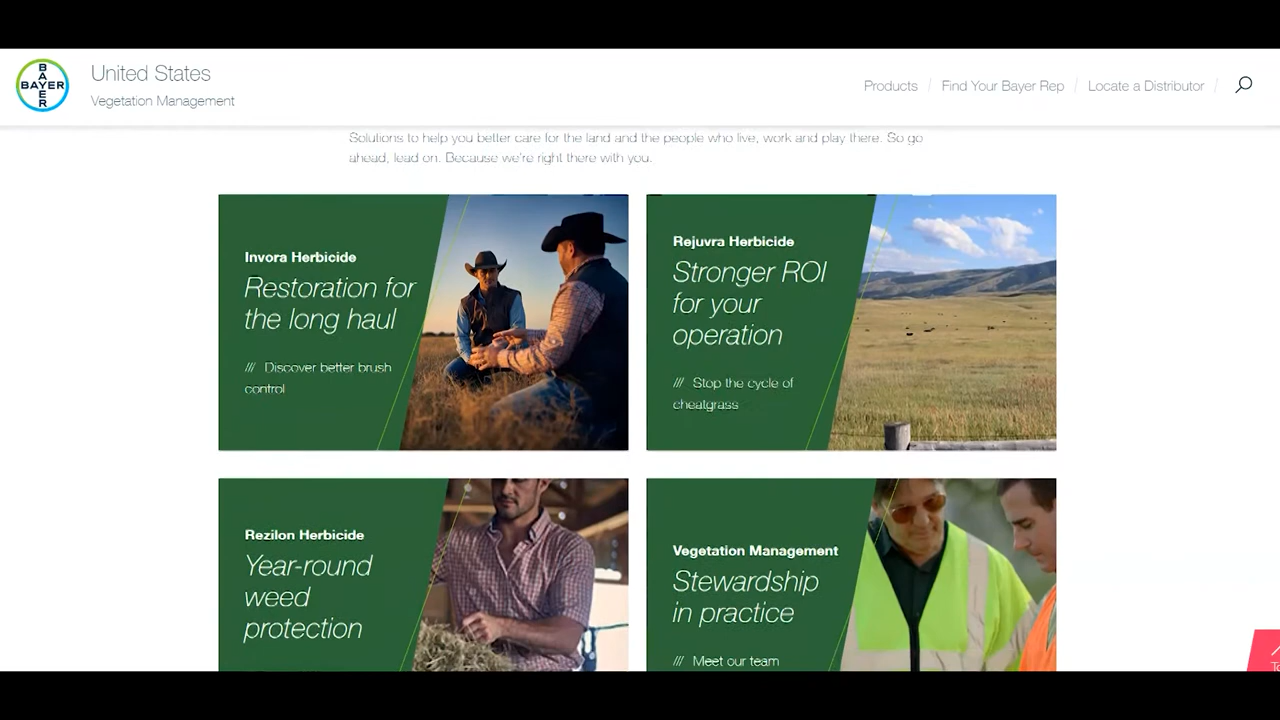 BAYER
BAYER
United States
Vegetation Management
Products / Find Your Bayer Rep / Locate a Distributor /
Solutions to help you better care for the land and the people who live, work and play there. So go
ahead, lead on. Because we're right there with you.
Invora Herbicide
Restoration for
the long haul
/// Discover better brush
control
Rejuvra Herbicide
Stronger ROI
for your
operation
/// Stop the cycle of
cheatgrass
Rezilon Herbicide
Year-round
weed
protection
Vegetation Management
Stewardship
in practice
/// Meet our team